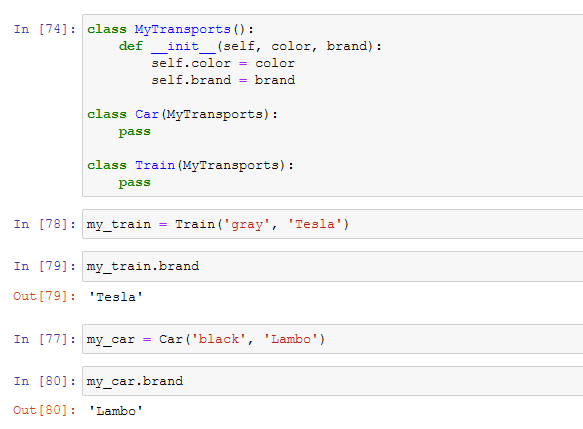 In [74]: class MyTransports():
    def __init__(self, color, brand):
        self.color = color
        self.brand = brand

class Car(MyTransports):
    pass

class Train(MyTransports):
    pass

In [78]: my_train = Train('gray', 'Tesla')

In [79]: my_train.brand

Out[79]: 'Tesla'

In [77]: my_car = Car('black', 'Lambo')

In [80]: my_car.brand

Out[80]: 'Lambo'